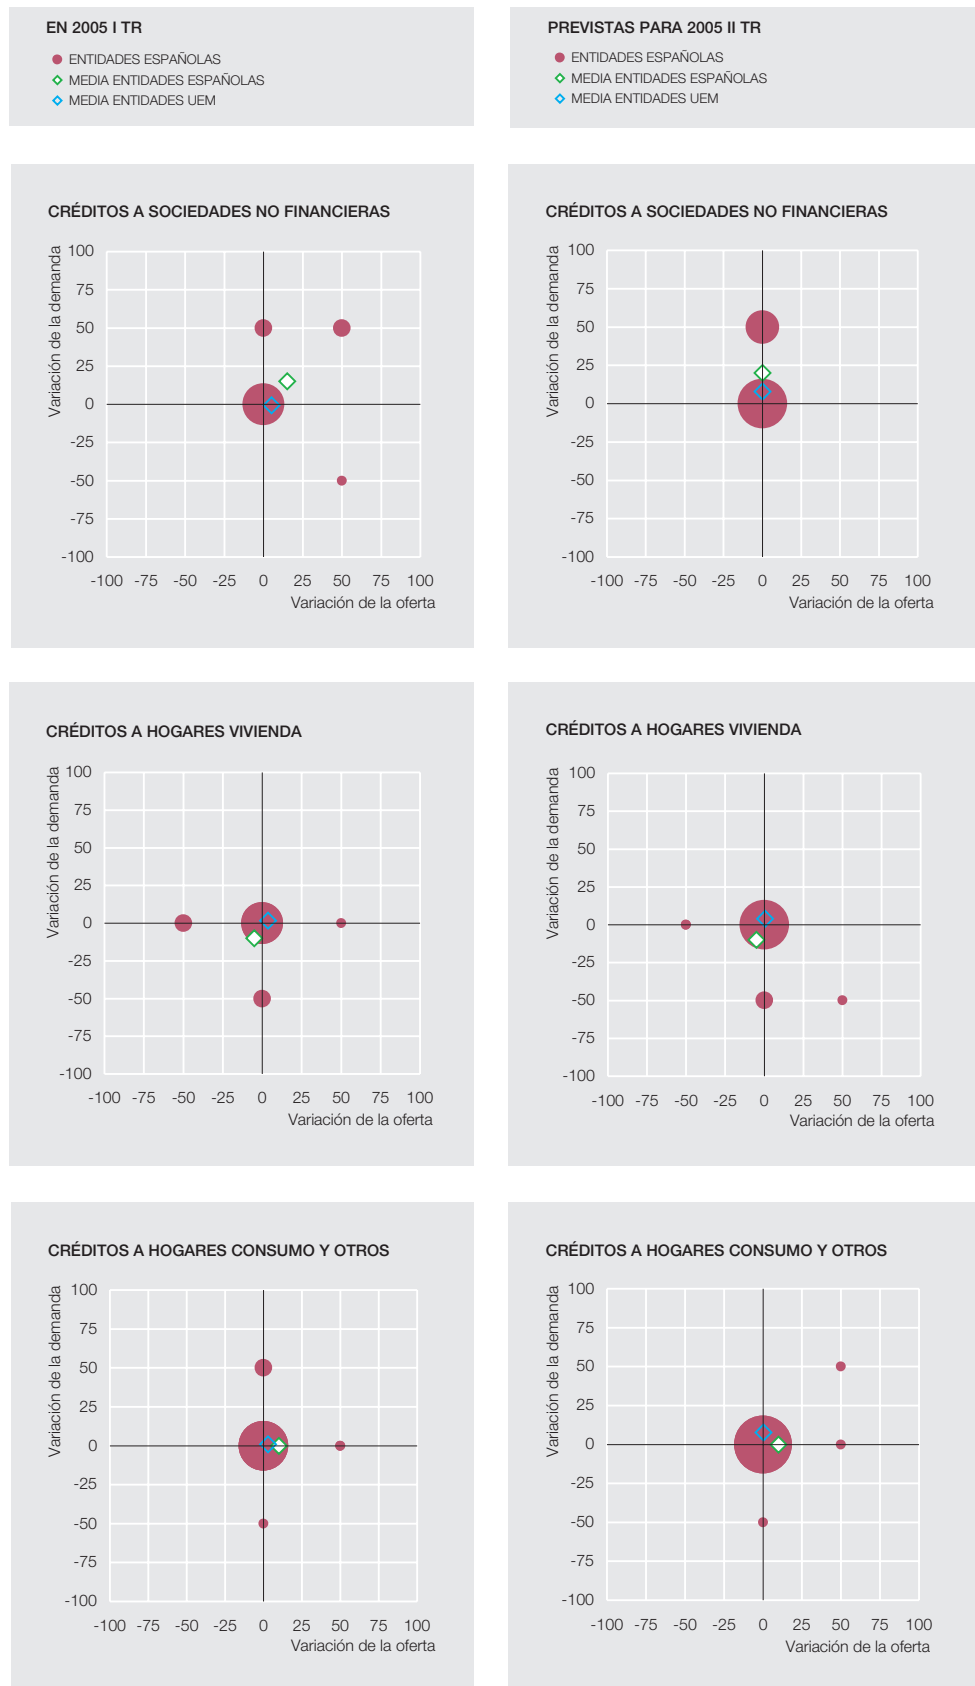 EN 2005 I TR
ENTIDADES ESPAÑOLAS
MEDIA ENTIDADES ESPAÑOLAS
MEDIA ENTIDADES UEM
PREVISTAS PARA 2005 II TR
ENTIDADES ESPAÑOLAS
MEDIA ENTIDADES ESPAÑOLAS
MEDIA ENTIDADES UEM
CRÉDITOS A SOCIEDADES NO FINANCIERAS
Variación de la demanda
100
75
50
25
0
-25
-50
-75
-100
-100 -75 -50 -25 0 25 50 75 100
Variación de la oferta
CRÉDITOS A SOCIEDADES NO FINANCIERAS
Variación de la demanda
100
75
50
25
0
-25
-50
-75
-100
-100 -75 -50 -25 0 25 50 75 100
Variación de la oferta
CRÉDITOS A HOGARES VIVIENDA
Variación de la demanda
100
75
50
25
0
-25
-50
-75
-100
-100 -75 -50 -25 0 25 50 75 100
Variación de la oferta
CRÉDITOS A HOGARES VIVIENDA
Variación de la demanda
100
75
50
25
0
-25
-50
-75
-100
-100 -75 -50 -25 0 25 50 75 100
Variación de la oferta
CRÉDITOS A HOGARES CONSUMO Y OTROS
Variación de la demanda
100
75
50
25
0
-25
-50
-75
-100
-100 -75 -50 -25 0 25 50 75 100
Variación de la oferta
CRÉDITOS A HOGARES CONSUMO Y OTROS
Variación de la demanda
100
75
50
25
0
-25
-50
-75
-100
-100 -75 -50 -25 0 25 50 75 100
Variación de la oferta